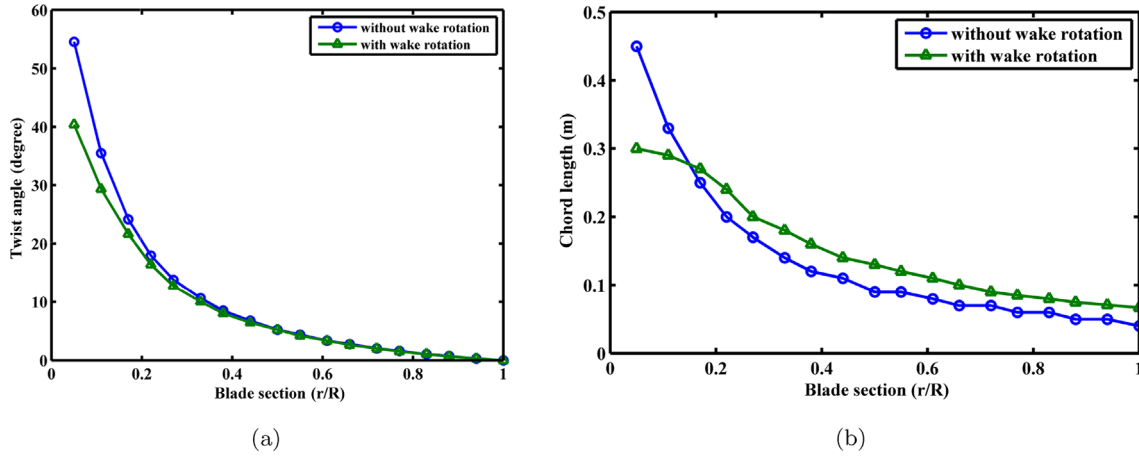 60
50
40
30
20
10
0
Twist angle (degree)
without wake rotation
with wake rotation
0
0.2
0.4
0.6
0.8
1
Blade section (r/R)
(a)
0.5
0.4
0.3
0.2
0.1
0
Chord length (m)
without wake rotation
with wake rotation
0
0.2
0.4
0.6
0.8
1
Blade section (r/R)
(b)